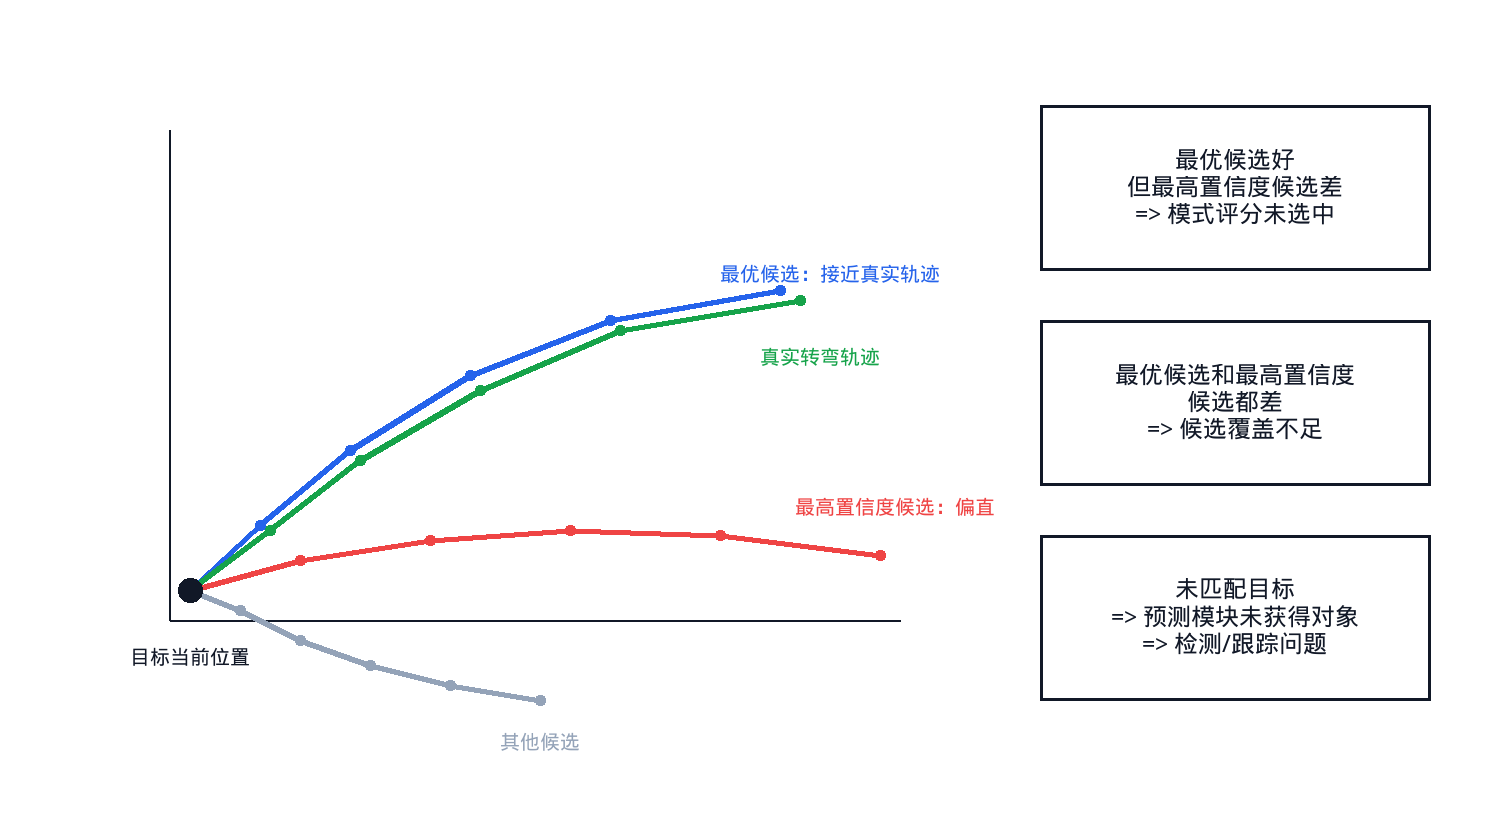 最优候选：接近真实轨迹
真实转弯轨迹
最高置信度候选：偏直
目标当前位置
其他候选
最优候选好
但最高置信度候选差
=> 模式评分未选中
最优候选和最高置信度
候选都差
=> 候选覆盖不足
未匹配目标
=> 预测模块未获得对象
=> 检测/跟踪问题